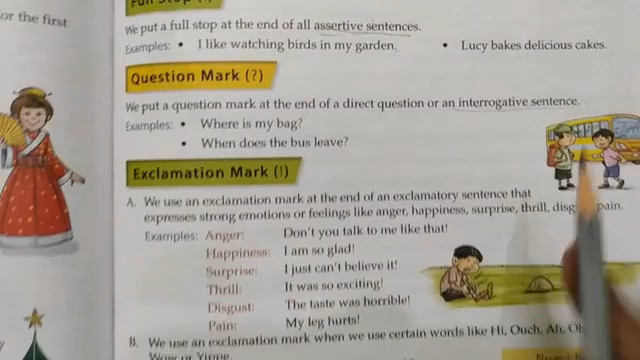 or the first
Full Stop (.)
We put a full stop at the end of all assertive sentences.
Examples: • I like watching birds in my garden. • Lucy bakes delicious cakes.
Question Mark (?)
We put a question mark at the end of a direct question or an interrogative sentence.
Examples: • Where is my bag?
• When does the bus leave?
Exclamation Mark (!)
A. We use an exclamation mark at the end of an exclamatory sentence that
expresses strong emotions or feelings like anger, happiness, surprise, thrill, pain.
Examples: Anger: Don't you talk to me like that!
Happiness: I am so glad!
Surprise: I just can't believe it!
Thrill: It was so exciting!
Disgust: The taste was horrible!
Pain: My leg hurts!
B. We use an exclamation mark when we use certain words like Hi, Ouch, Ah,
Wow or